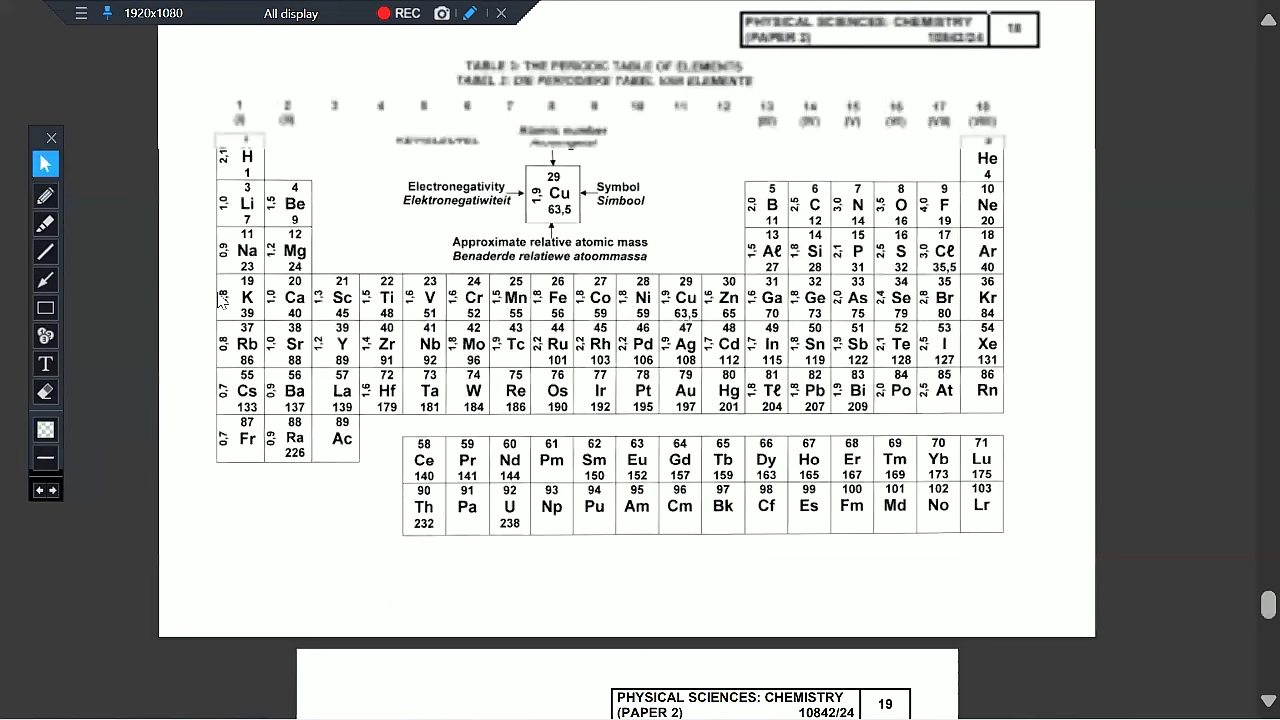 1920x1080 All display REC
PHYSICAL SCIENCES: CHEMISTRY 18
(PAPER 2) 10842/24
TABLE 3: THE PERIODIC TABLE OF ELEMENTS
1 2 3 4 5 6 7 8 9 10 11 12 13 14 15 16 17 18
(I) (II) (III) (IV) (V) (VI) (VII) (VIII)
KEY/SLEUTEL
Atomic number
Atoomgetal
1 2
2,1 H He
1 4
29
Electronegativity 1,9 Cu Symbol
Elektronegatiwiteit Simbool
63,5
Approximate relative atomic mass
Benaderde relatiewe atoommassa
3 4 5 6 7 8 9 10
1,0 Li 1,5 Be 2,0 B 2,5 C 3,0 N 3,5 O 4,0 F Ne
7 9 11 12 14 16 19 20
11 12 13 14 15 16 17 18
0,9 Na 1,2 Mg 1,5 Aℓ 1,8 Si 2,1 P 2,5 S 3,0 Cℓ Ar
23 24 27 28 31 32 35,5 40
19 20 21 22 23 24 25 26 27 28 29 30 31 32 33 34 35 36
K 1,0 Ca 1,3 Sc 1,5 Ti 1,6 V 1,6 Cr 1,5 Mn 1,8 Fe 1,8 Co 1,8 Ni 1,9 Cu 1,6 Zn 1,6 Ga 1,8 Ge 2,0 As 2,4 Se 2,8 Br Kr
39 40 45 48 51 52 55 56 59 59 63,5 65 70 73 75 79 80 84
37 38 39 40 41 42 43 44 45 46 47 48 49 50 51 52 53 54
0,8 Rb 1,0 Sr 1,2 Y 1,4 Zr Nb 1,8 Mo 1,9 Tc 2,2 Ru 2,2 Rh 2,2 Pd 1,9 Ag 1,7 Cd 1,7 In 1,8 Sn 1,9 Sb 2,1 Te 2,5 I Xe
86 88 89 91 92 96 101 103 106 108 112 115 119 122 128 127 131
55 56 57 72 73 74 75 76 77 78 79 80 81 82 83 84 85 86
0,7 Cs 0,9 Ba La 1,6 Hf Ta W Re Os Ir Pt Au Hg 1,8 Tℓ 1,8 Pb 1,9 Bi 2,0 Po 2,5 At Rn
133 137 139 179 181 184 186 190 192 195 197 201 204 207 209
87 88 89
0,7 Fr 0,9 Ra Ac
226
58 59 60 61 62 63 64 65 66 67 68 69 70 71
Ce Pr Nd Pm Sm Eu Gd Tb Dy Ho Er Tm Yb Lu
140 141 144 150 152 157 159 163 165 167 169 173 175
90 91 92 93 94 95 96 97 98 99 100 101 102 103
Th Pa U Np Pu Am Cm Bk Cf Es Fm Md No Lr
232 238
PHYSICAL SCIENCES: CHEMISTRY 19
(PAPER 2) 10842/24